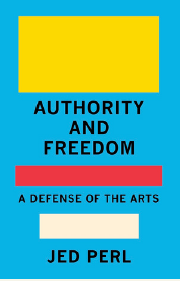 AUTHORITY
AND
FREEDOM
A DEFENSE OF THE ARTS
JED PERL